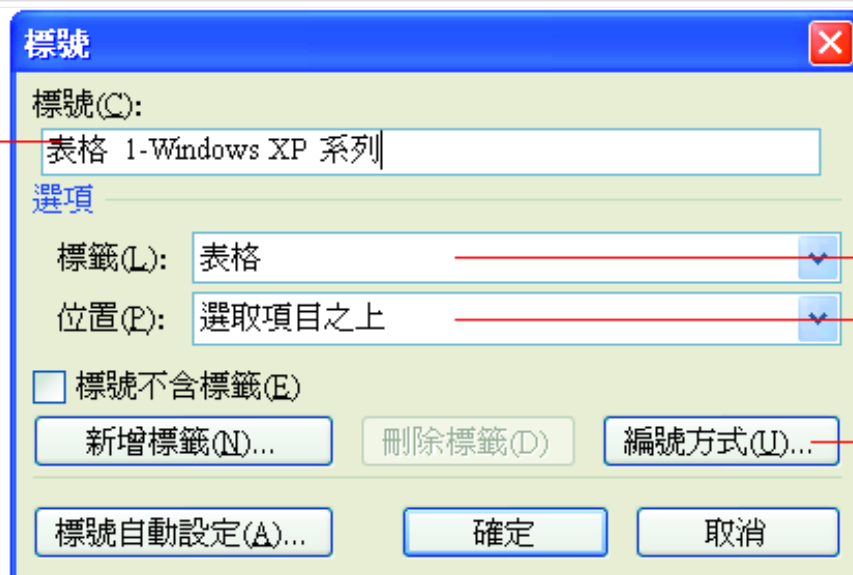 標號
標號(C):
表格 1-Windows XP 系列
選項
標籤(L): 表格
位置(P): 選取項目之上
標號不含標籤(E)
新增標籤(N)... 刪除標籤(D) 編號方式(U)...
標號自動設定(A)... 確定 取消